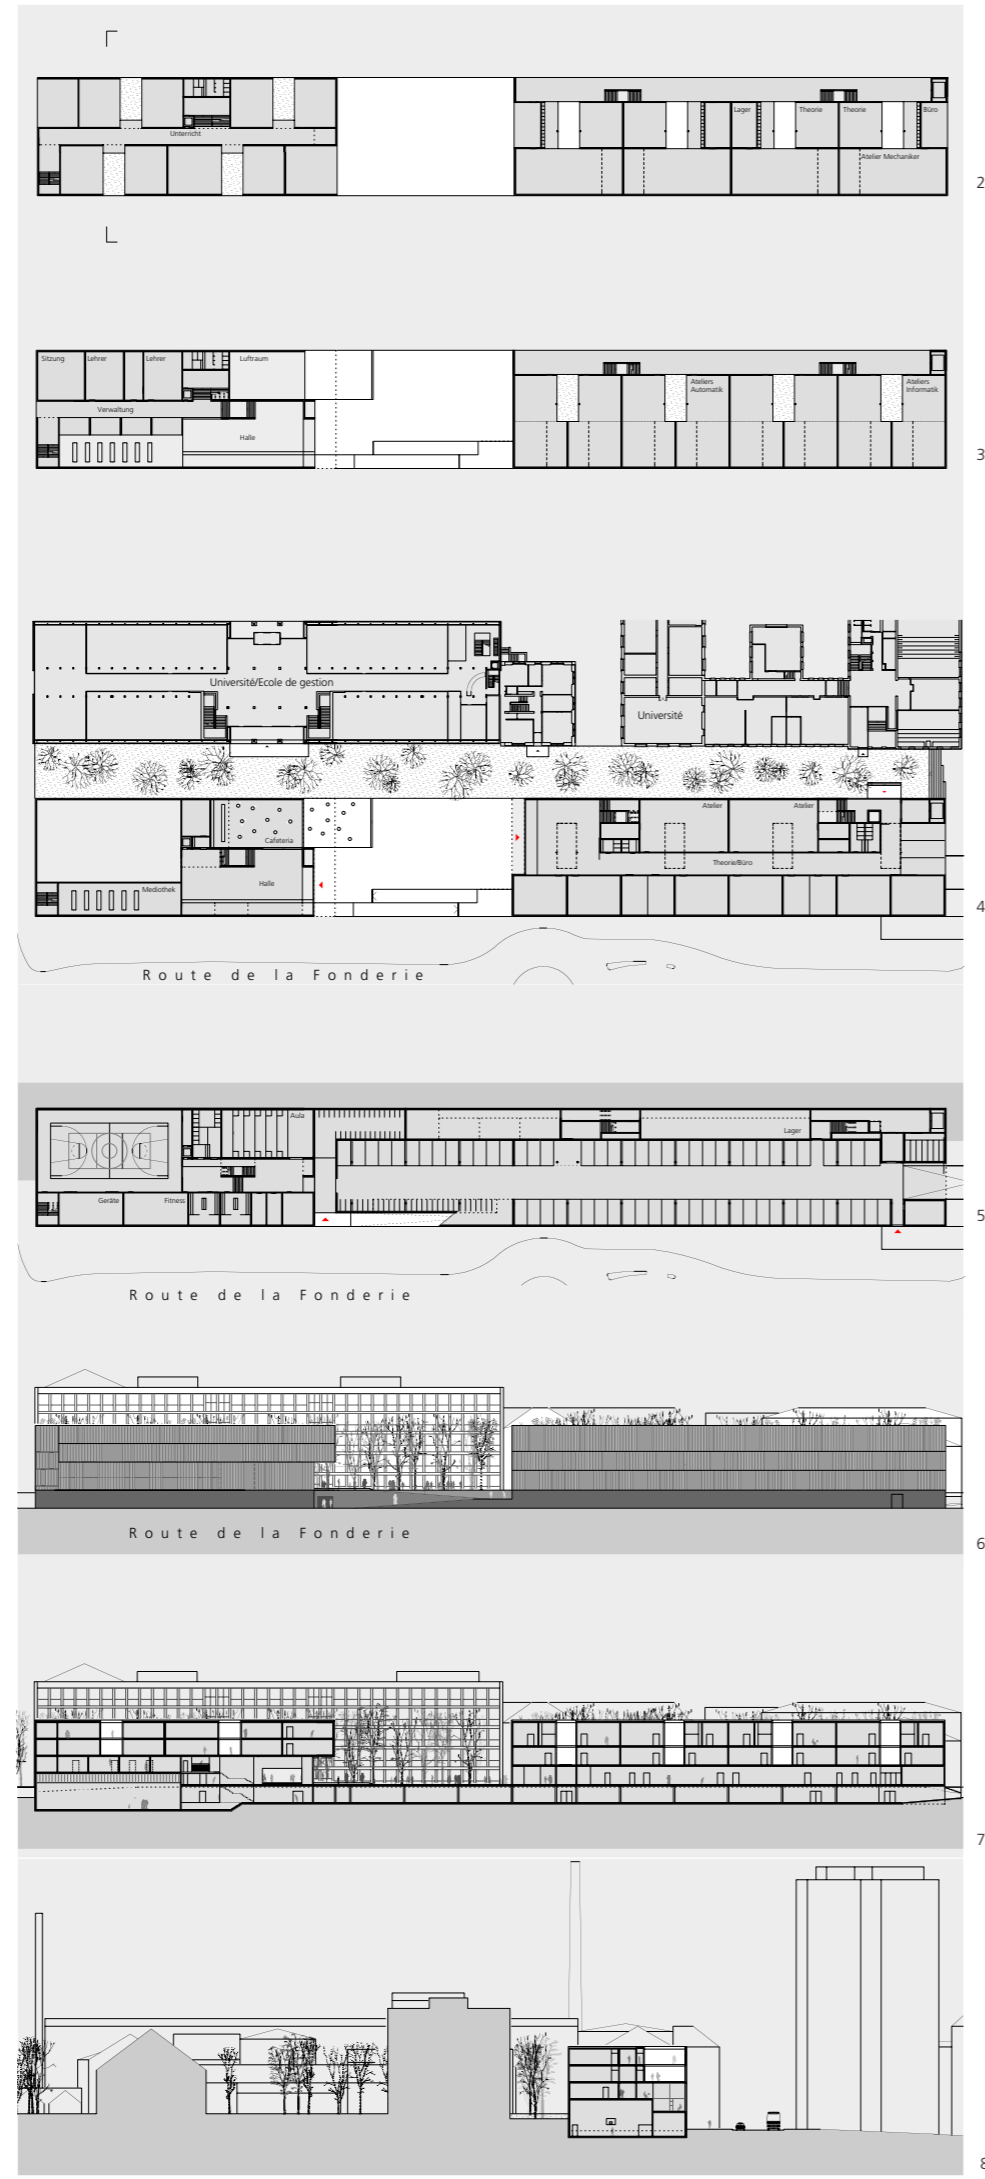 Lager
Theorie
Theorie
Büro
Unterricht
Atelier Mechaniker
2
Sitzung
Lehrer
Lehrer
Luftraum
Ateliers
Automatik
Ateliers
Informatik
Verwaltung
Halle
3
Université/Ecole de gestion
Université
Atelier
Atelier
Cafeteria
Theorie/Büro
Halle
Mediothek
4
Route de la Fonderie
Aula
Lager
Geräte
Fitness
5
Route de la Fonderie
Route de la Fonderie
6
7
8